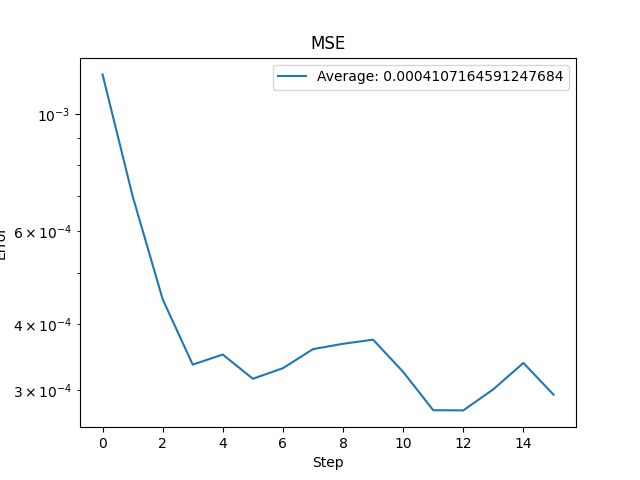 MSE
Average: 0.0004107164591247684
10⁻³
6 × 10⁻⁴
4 × 10⁻⁴
3 × 10⁻⁴
Error
0 2 4 6 8 10 12 14
Step